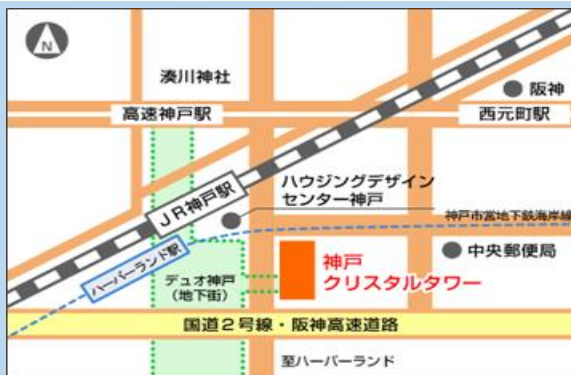 N
湊川神社
阪神
高速神戸駅
西元町駅
JR神戸駅
ハウジングデザイン
センター神戸
神戸市営地下鉄海岸線
ハーバーランド駅
デュオ神戸
(地下街)
神戸
クリスタルタワー
中央郵便局
国道2号線・阪神高速道路
至ハーバーランド